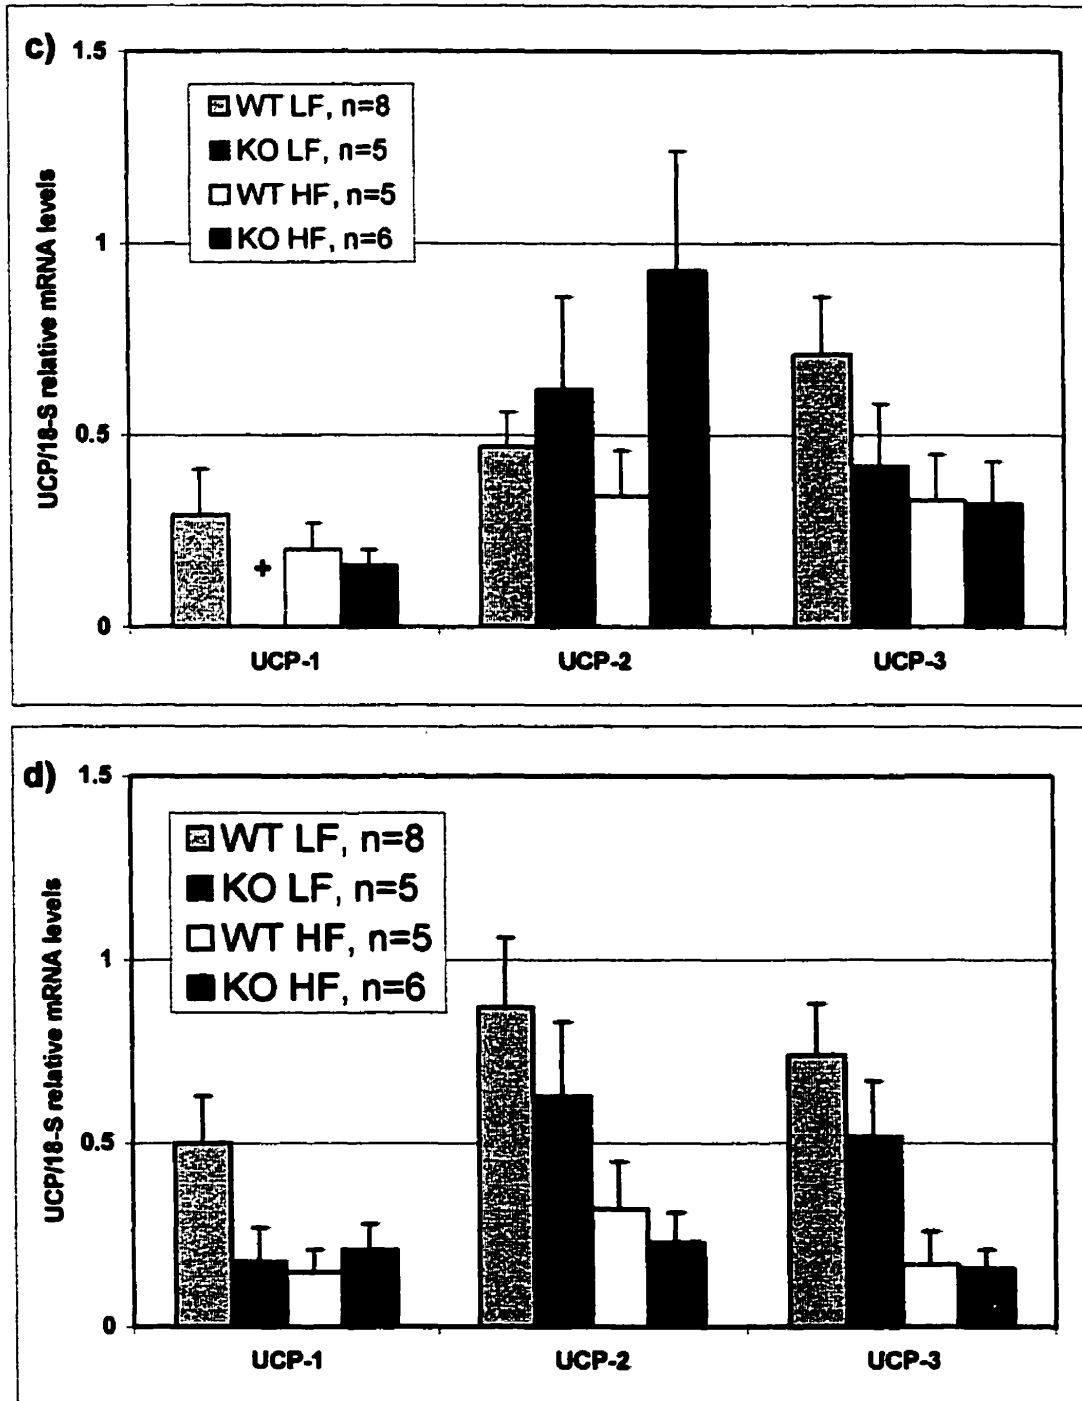 c)
1.5
WT LF, n=8
KO LF, n=5
WT HF, n=5
KO HF, n=6
1
0.5
0
UCP/18-S relative mRNA levels
+
UCP-1
UCP-2
UCP-3
d)
1.5
WT LF, n=8
KO LF, n=5
WT HF, n=5
KO HF, n=6
1
0.5
0
UCP/18-S relative mRNA levels
UCP-1
UCP-2
UCP-3